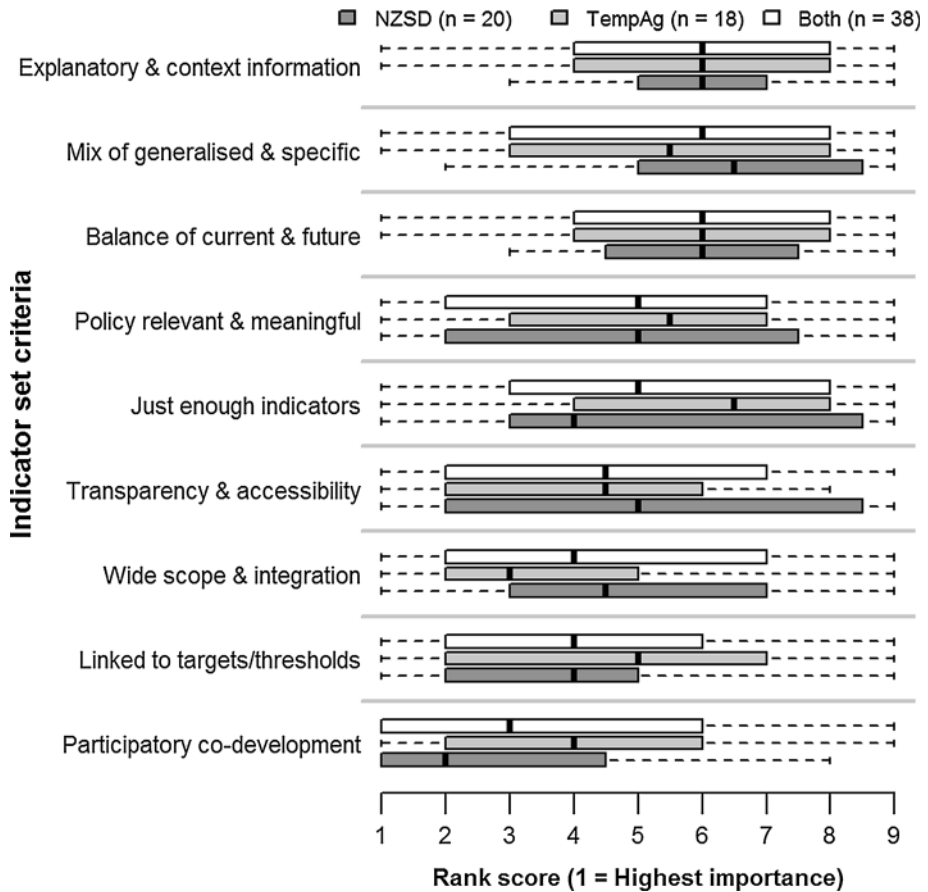 NZSD (n = 20) TempAg (n = 18) Both (n = 38)
Explanatory & context information
Mix of generalised & specific
Balance of current & future
Policy relevant & meaningful
Just enough indicators
Transparency & accessibility
Wide scope & integration
Linked to targets/thresholds
Participatory co-development
Indicator set criteria
1 2 3 4 5 6 7 8 9
Rank score (1 = Highest importance)